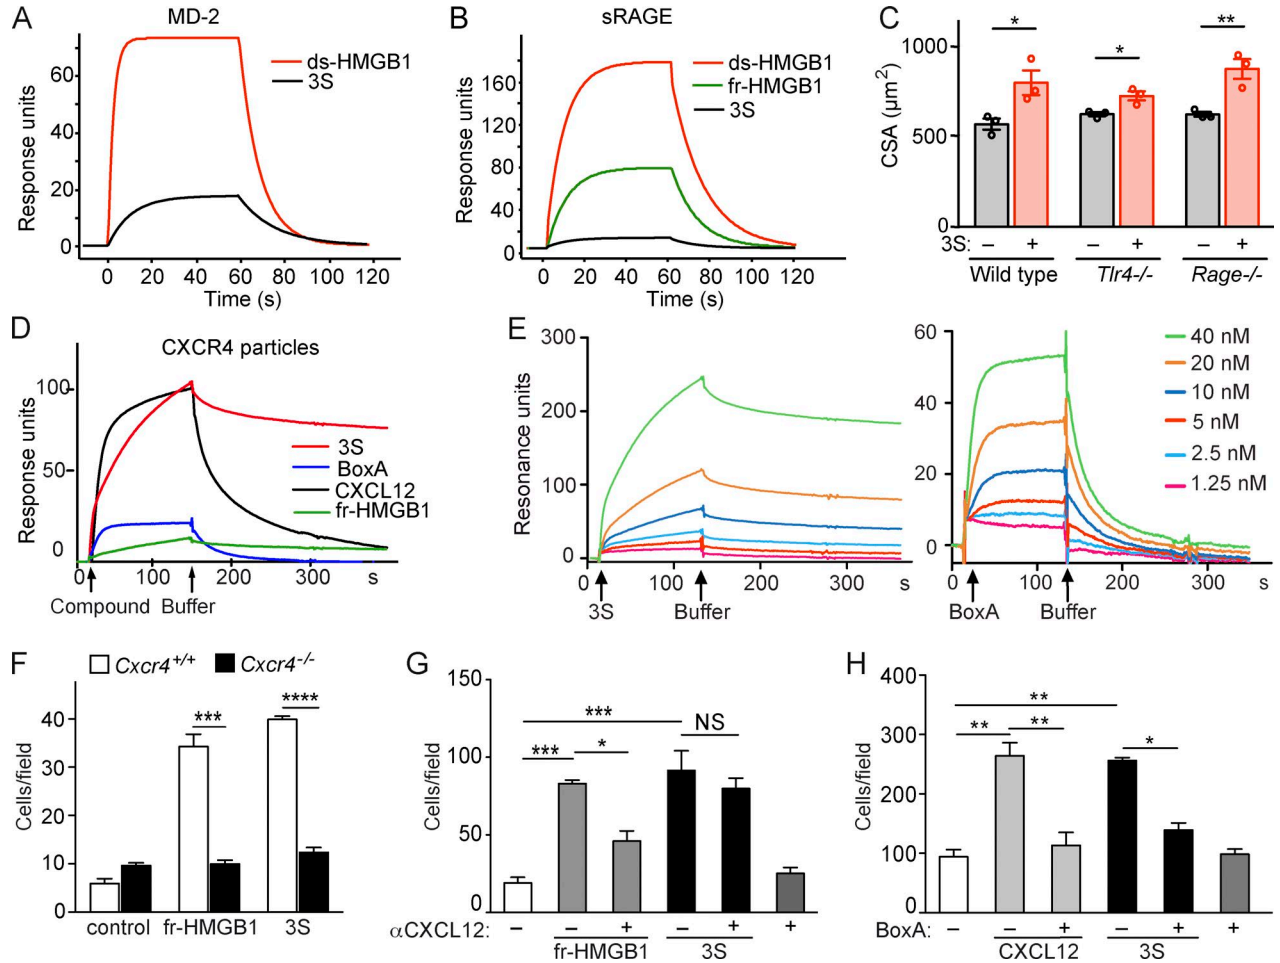 A
MD-2
Response units
60
40
20
0
0 20 40 60 80 100 120
Time (s)
ds-HMGB1
3S
B
sRAGE
Response units
160
120
80
40
0
0 20 40 60 80 100 120
Time (s)
ds-HMGB1
fr-HMGB1
3S
C
CSA (µm²)
1000
500
0
* * **
3S: – + – + – +
Wild type Tlr4-/- Rage-/-
D
CXCR4 particles
Response units
100
50
0
0 100 200 300 s
Compound Buffer
3S
BoxA
CXCL12
fr-HMGB1
E
Resonance units
300
200
100
0
0 100 200 300 s
3S Buffer
60
40
20
0
0 100 200 300 s
BoxA Buffer
40 nM
20 nM
10 nM
5 nM
2.5 nM
1.25 nM
F
Cxcr4+/+ Cxcr4-/-
Cells/field
40
30
20
10
0
*** ****
control fr-HMGB1 3S
G
Cells/field
150
100
50
0
*** NS
*** *
αCXCL12: – – + – + +
fr-HMGB1 3S
H
Cells/field
400
300
200
100
0
**
** ** *
BoxA: – – + – + +
CXCL12 3S